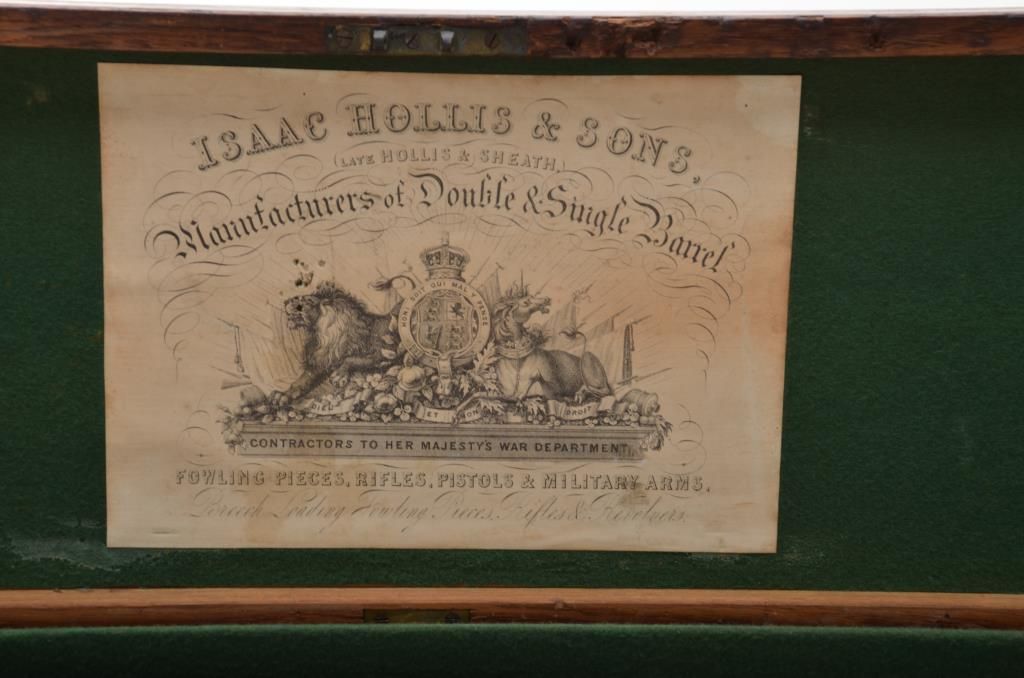 ISAAC HOLLIS & SONS,
(LATE HOLLIS & SHEATH,)
Manufacturers of Double & Single Barrel
HONI SOIT QUI MAL Y PENSE
DIEU ET MON DROIT
CONTRACTORS TO HER MAJESTY'S WAR DEPARTMENT,
FOWLING PIECES, RIFLES, PISTOLS & MILITARY ARMS,
Breech Loading Fowling Pieces, Rifles & Revolvers.